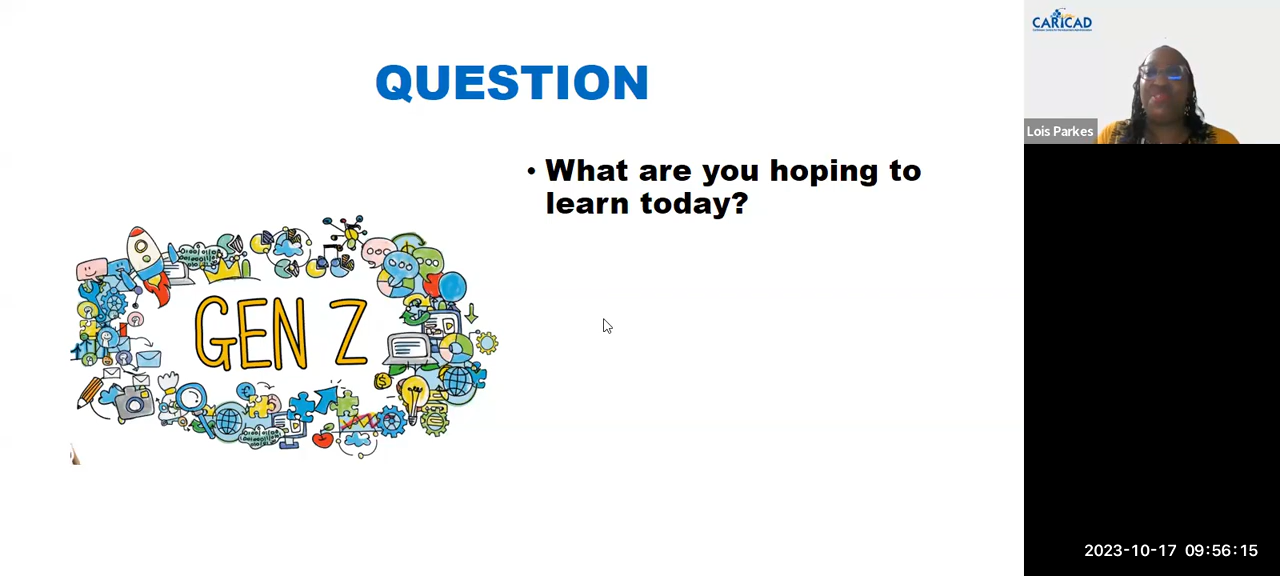 QUESTION
• What are you hoping to
learn today?
GEN Z
CARICAD
Lois Parkes
2023-10-17 09:56:15